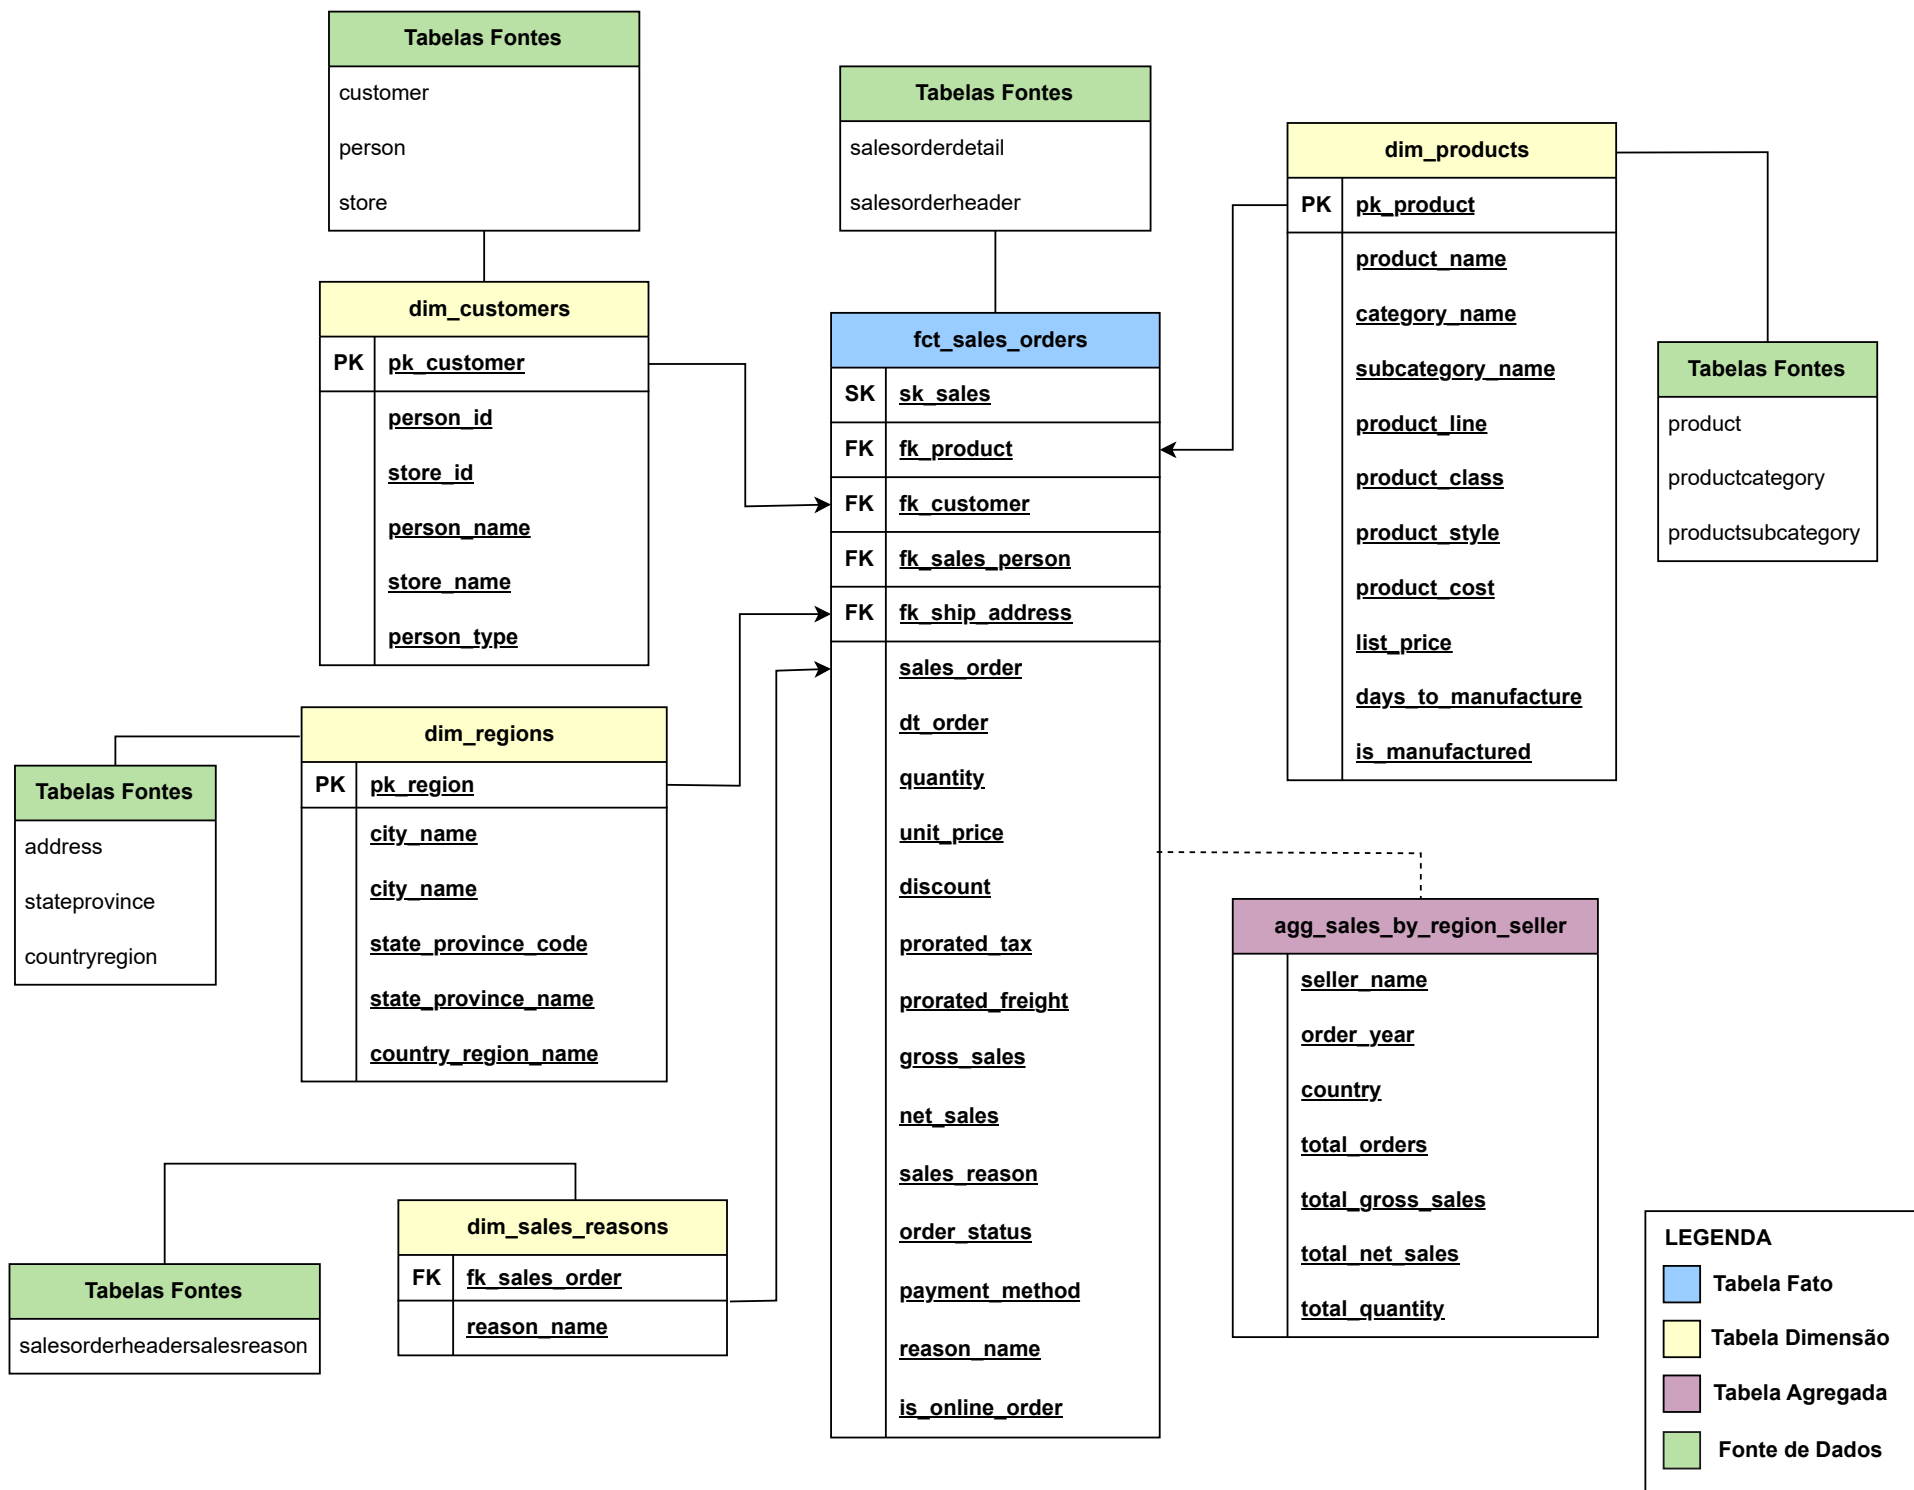 Tabelas Fontes
customer
person
store
Tabelas Fontes
salesorderdetail
salesorderheader
dim_products
PK pk_product
product_name
category_name
subcategory_name
product_line
product_class
product_style
product_cost
list_price
days_to_manufacture
is_manufactured
Tabelas Fontes
product
productcategory
productsubcategory
dim_customers
PK pk_customer
person_id
store_id
person_name
store_name
person_type
fct_sales_orders
SK sk_sales
FK fk_product
FK fk_customer
FK fk_sales_person
FK fk_ship_address
sales_order
dt_order
quantity
unit_price
discount
prorated_tax
prorated_freight
gross_sales
net_sales
sales_reason
order_status
payment_method
reason_name
is_online_order
dim_regions
PK pk_region
city_name
city_name
state_province_code
state_province_name
country_region_name
Tabelas Fontes
address
stateprovince
countryregion
agg_sales_by_region_seller
seller_name
order_year
country
total_orders
total_gross_sales
total_net_sales
total_quantity
dim_sales_reasons
FK fk_sales_order
reason_name
Tabelas Fontes
salesorderheadersalesreason
LEGENDA
Tabela Fato
Tabela Dimensão
Tabela Agregada
Fonte de Dados